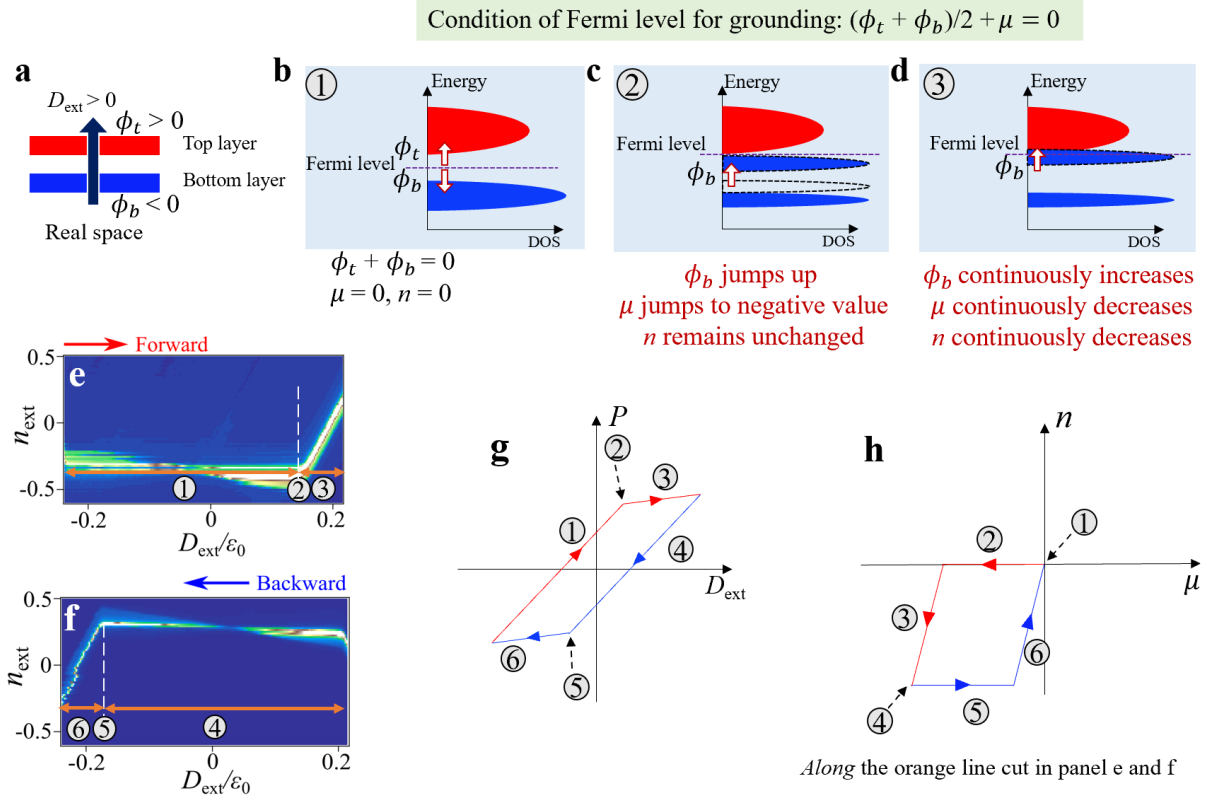 Condition of Fermi level for grounding: (ϕt + ϕb)/2 + μ = 0
a
Dext > 0
ϕt > 0
Top layer
Bottom layer
ϕb < 0
Real space
b
①
Energy
Fermi level
ϕt
ϕb
DOS
ϕt + ϕb = 0
μ = 0, n = 0
c
②
Energy
Fermi level
ϕb
DOS
ϕb jumps up
μ jumps to negative value
n remains unchanged
d
③
Energy
Fermi level
ϕb
DOS
ϕb continuously increases
μ continuously decreases
n continuously decreases
Forward
e
0.5
0
-0.5
next
① ② ③
-0.2 0 0.2
Dext/ε0
Backward
f
0.5
0
-0.5
next
⑥ ⑤ ④
-0.2 0 0.2
Dext/ε0
g
P
②
③
①
④
Dext
⑥
⑤
h
n
①
②
μ
③
⑥
④
⑤
Along the orange line cut in panel e and f